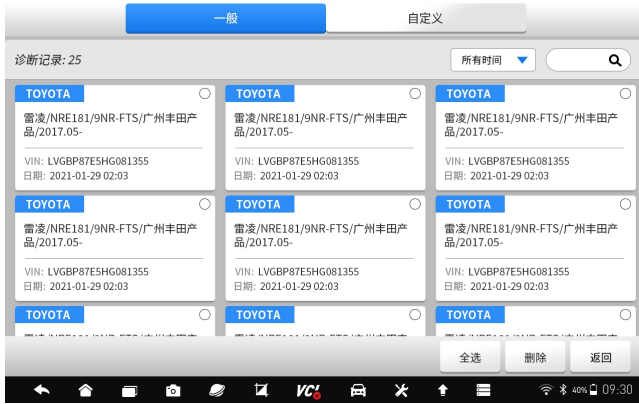 一般
自定义
诊断记录: 25
所有时间
TOYOTA
雷凌/NRE181/9NR-FTS/广州丰田产
品/2017.05-
VIN: LVGBP87E5HG081355
日期: 2021-01-29 02:03
TOYOTA
雷凌/NRE181/9NR-FTS/广州丰田产
品/2017.05-
VIN: LVGBP87E5HG081355
日期: 2021-01-29 02:03
TOYOTA
雷凌/NRE181/9NR-FTS/广州丰田产
品/2017.05-
VIN: LVGBP87E5HG081355
日期: 2021-01-29 02:03
TOYOTA
雷凌/NRE181/9NR-FTS/广州丰田产
品/2017.05-
VIN: LVGBP87E5HG081355
日期: 2021-01-29 02:03
TOYOTA
雷凌/NRE181/9NR-FTS/广州丰田产
品/2017.05-
VIN: LVGBP87E5HG081355
日期: 2021-01-29 02:03
TOYOTA
雷凌/NRE181/9NR-FTS/广州丰田产
品/2017.05-
VIN: LVGBP87E5HG081355
日期: 2021-01-29 02:03
TOYOTA
TOYOTA
TOYOTA
全选
删除
返回
VCI
40%
09:30